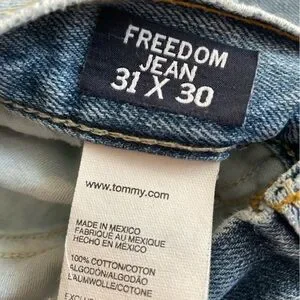 FREEDOM
JEAN
31 X 30
www.tommy.com
MADE IN MEXICO
FABRIQUÉ AU MEXIQUE
HECHO EN MÉXICO
100% COTTON/COTON
ALGODÓN/ALGODÃO
BAUMWOLLE/COTONE